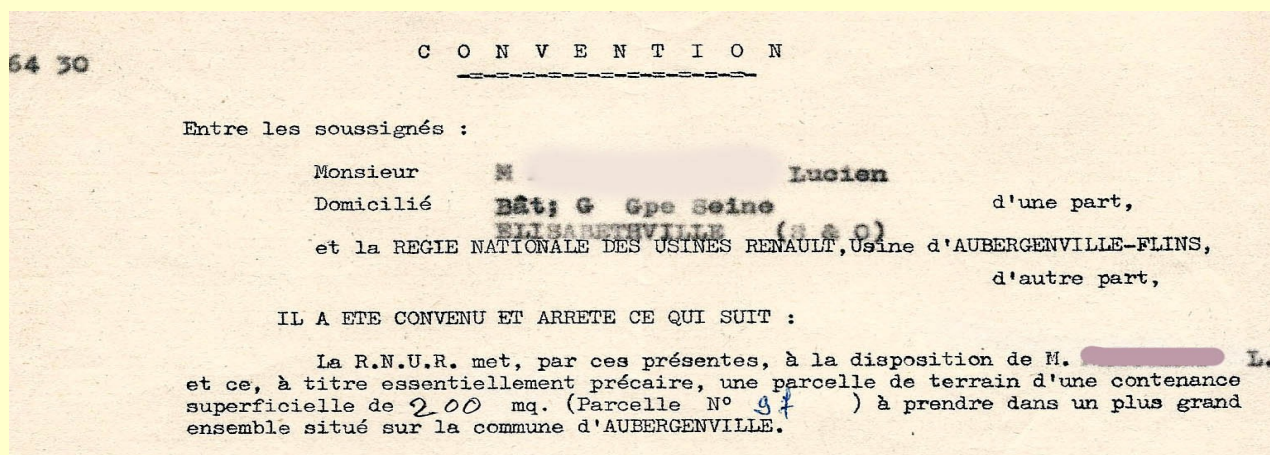 C O N V E N T I O N
64 30
Entre les soussignés :
Monsieur M Lucien
Domicilié Bât; G Gpe Seine d'une part,
ELISABETHVILLE (S & O)
et la REGIE NATIONALE DES USINES RENAULT,Usine d'AUBERGENVILLE-FLINS,
d'autre part,
IL A ETE CONVENU ET ARRETE CE QUI SUIT :
La R.N.U.R. met, par ces présentes, à la disposition de M. L.
et ce, à titre essentiellement précaire, une parcelle de terrain d'une contenance
superficielle de 200 mq. (Parcelle N° 97 ) à prendre dans un plus grand
ensemble situé sur la commune d'AUBERGENVILLE.